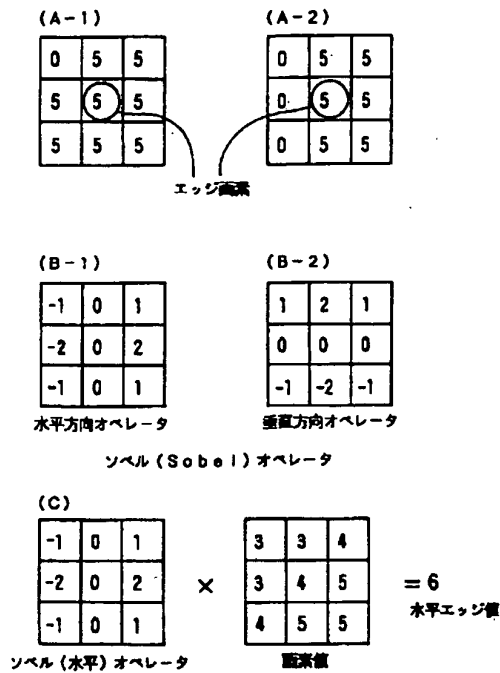 (A-1)
0 5 5
5 5 5
5 5 5
(A-2)
0 5 5
0 5 5
0 5 5
エッジ画素
(B-1)
-1 0 1
-2 0 2
-1 0 1
水平方向オペレータ
(B-2)
1 2 1
0 0 0
-1 -2 -1
垂直方向オペレータ
ソベル(Sobel)オペレータ
(C)
-1 0 1
-2 0 2
-1 0 1
ソベル(水平)オペレータ
×
3 3 4
3 4 5
4 5 5
画素値
=6
水平エッジ値